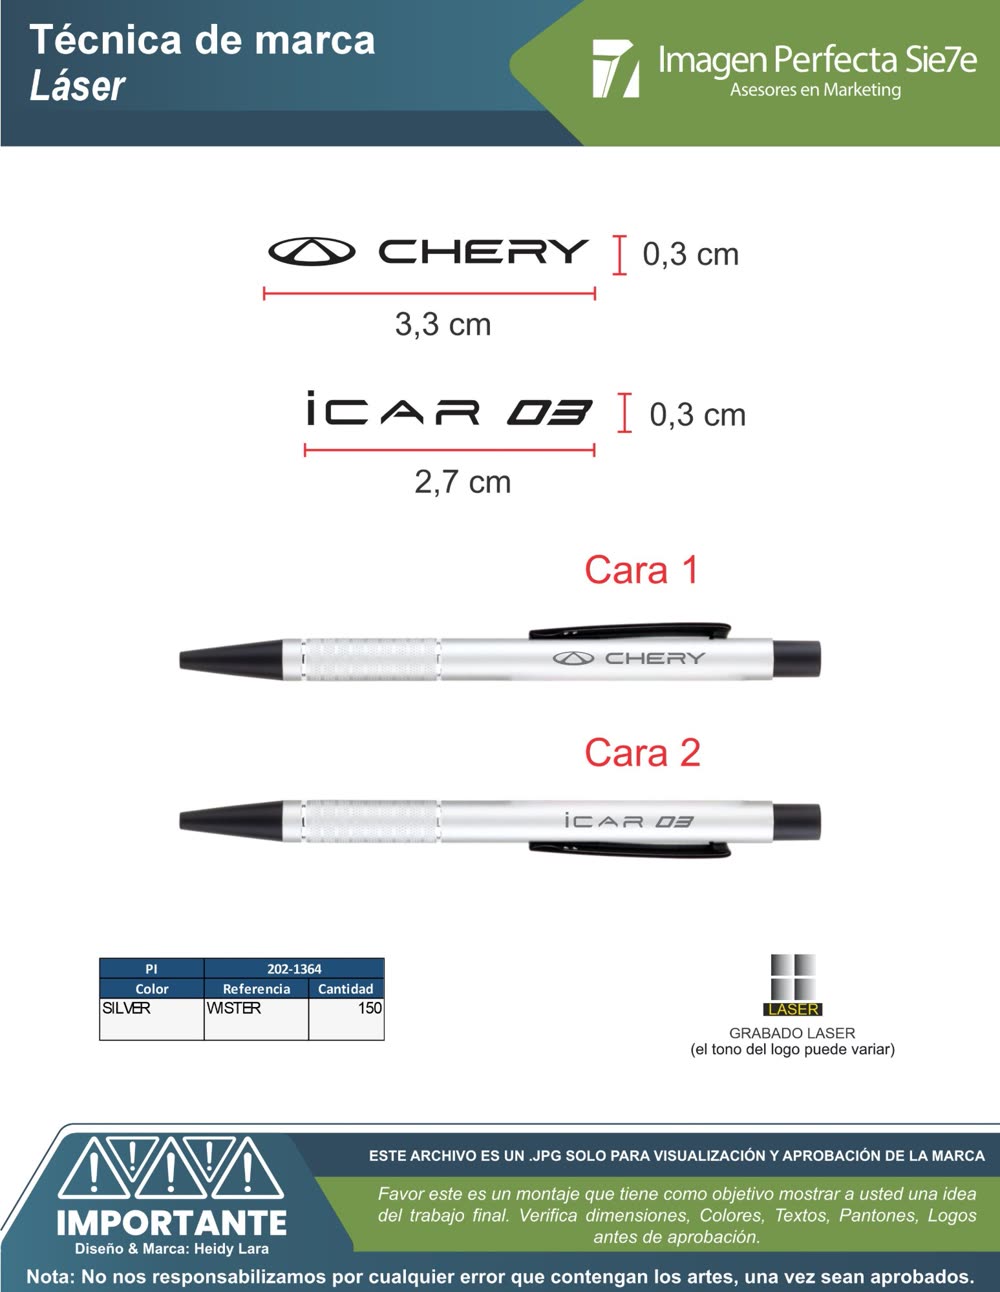 Técnica de marca
Láser
Imagen Perfecta Sie7e
Asesores en Marketing
CHERY
0,3 cm
3,3 cm
iCAR 03
0,3 cm
2,7 cm
Cara 1
CHERY
Cara 2
iCAR 03
PI 202-1364
Color Referencia Cantidad
SILVER WISTER 150
LASER
GRABADO LASER
(el tono del logo puede variar)
IMPORTANTE
Diseño & Marca: Heidy Lara
ESTE ARCHIVO ES UN .JPG SOLO PARA VISUALIZACIÓN Y APROBACIÓN DE LA MARCA
Favor este es un montaje que tiene como objetivo mostrar a usted una idea
del trabajo final. Verifica dimensiones, Colores, Textos, Pantones, Logos
antes de aprobación.
Nota: No nos responsabilizamos por cualquier error que contengan los artes, una vez sean aprobados.